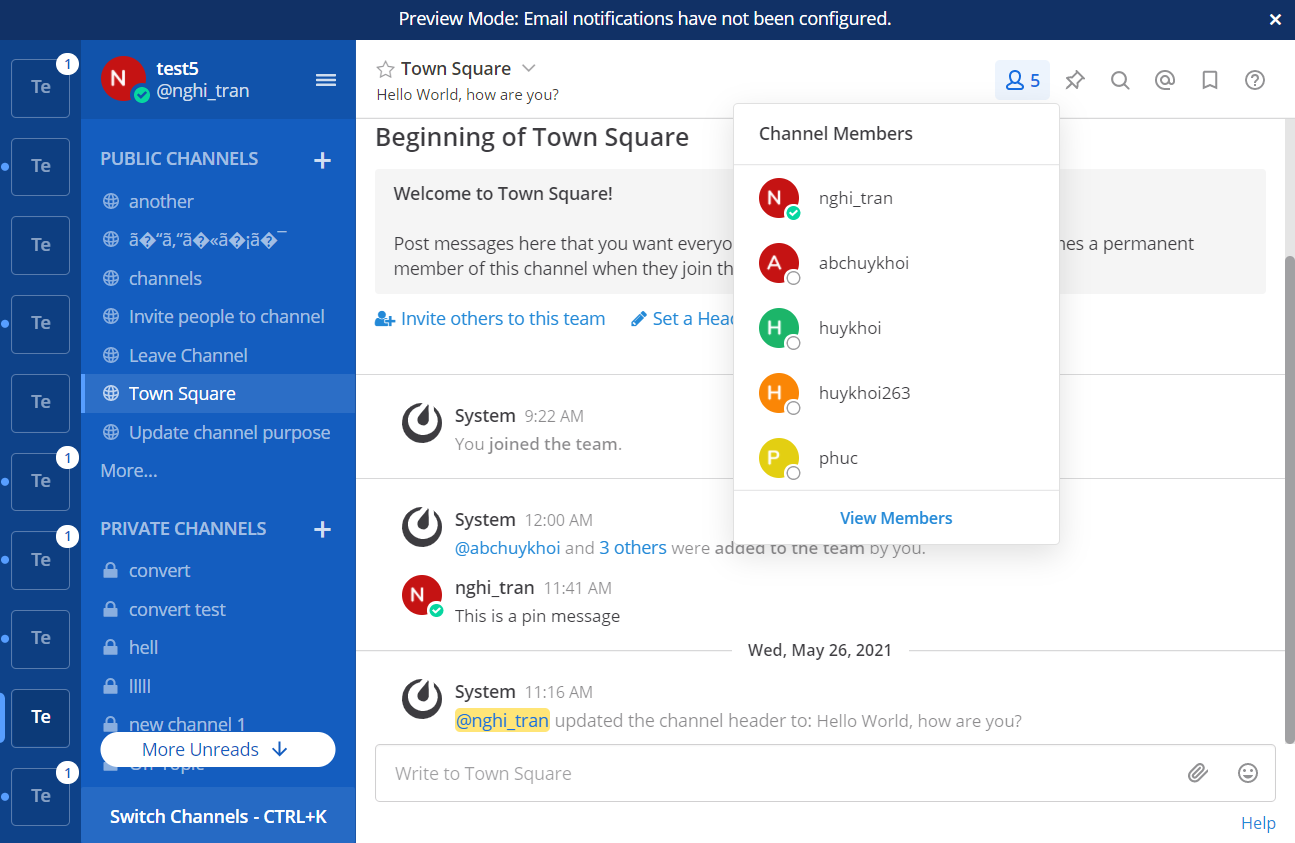 Preview Mode: Email notifications have not been configured.
Te
1
Te
Te
Te
Te
Te
1
Te
1
Te
Te
Te
1
N
test5
@nghi_tran
PUBLIC CHANNELS
another
channels
Invite people to channel
Leave Channel
Town Square
Update channel purpose
More...
PRIVATE CHANNELS
convert
convert test
hell
lllll
new channel 1
More Unreads
Off-Topic
Switch Channels - CTRL+K
Town Square
Hello World, how are you?
5
Beginning of Town Square
Welcome to Town Square!
Post messages here that you want everyo
a permanent
member of this channel when they join th
Invite others to this team
Set a Head
System 9:22 AM
You joined the team.
System 12:00 AM
@abchuykhoi and 3 others were added to the team by you.
N
nghi_tran 11:41 AM
This is a pin message
Wed, May 26, 2021
System 11:16 AM
@nghi_tran updated the channel header to: Hello World, how are you?
Write to Town Square
Help
Channel Members
N nghi_tran
A abchuykhoi
H huykhoi
H huykhoi263
P phuc
View Members